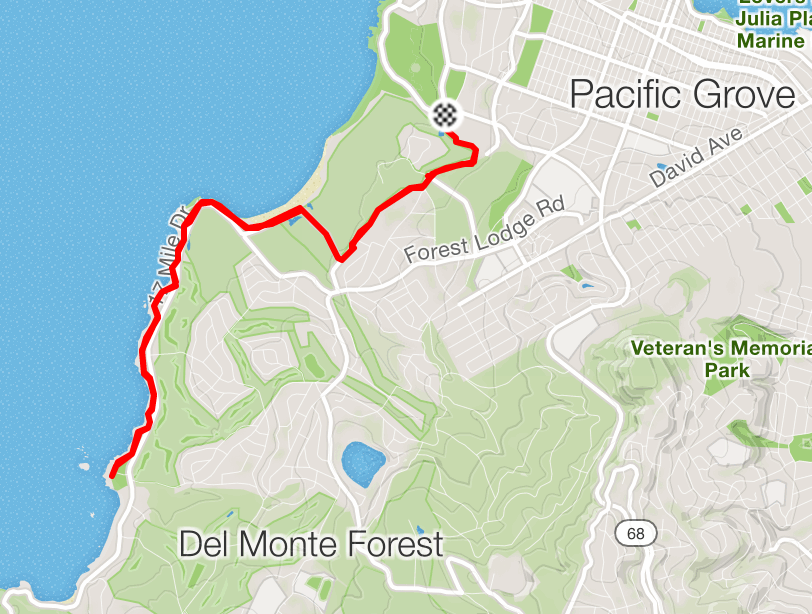 Julia Pla
Marine
Pacific Grove
David Ave
17 Mile Dr
Forest Lodge Rd
Veteran's Memoria
Park
68
Del Monte Forest